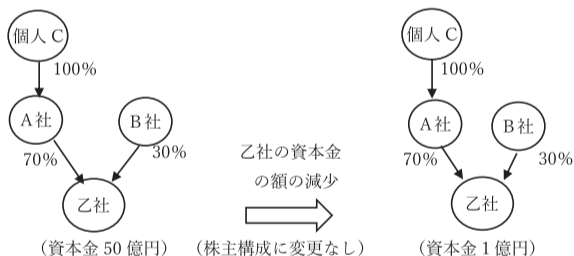 個人C
100%
A社
B社
70%
30%
乙社
(資本金50億円)
乙社の資本金
の額の減少
(株主構成に変更なし)
個人C
100%
A社
B社
70%
30%
乙社
(資本金1億円)